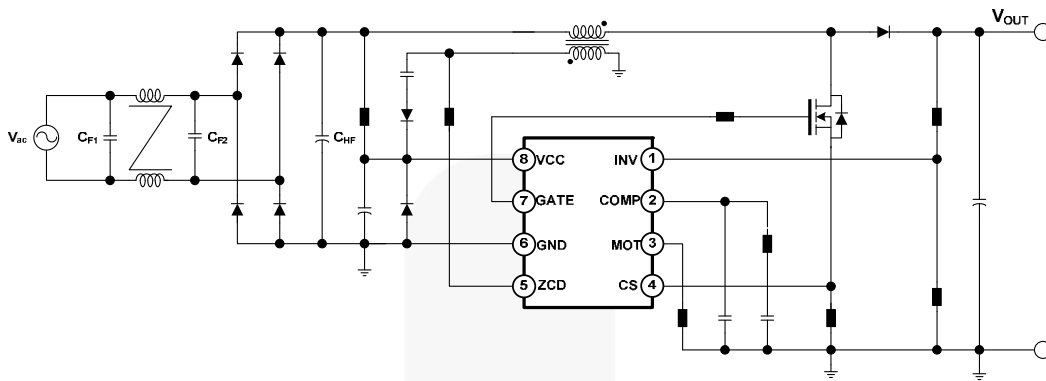 VOUT
Vac
CF1
CF2
CHF
8 VCC
INV 1
7 GATE
COMP 2
6 GND
MOT 3
5 ZCD
CS 4